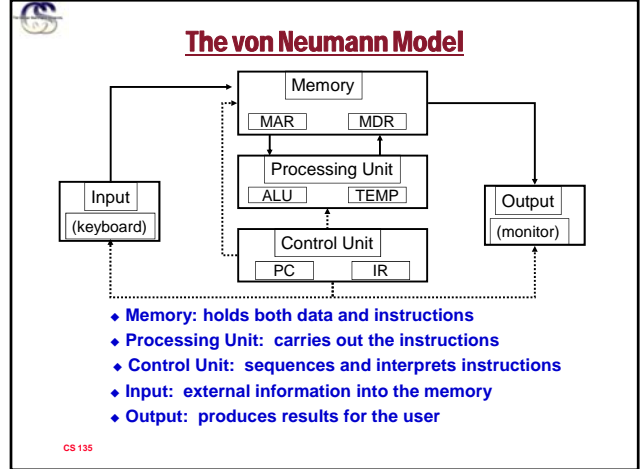 The von Neumann Model
Memory
MAR MDR
Processing Unit
ALU TEMP
Input
(keyboard)
Output
(monitor)
Control Unit
PC IR
◆ Memory: holds both data and instructions
◆ Processing Unit: carries out the instructions
◆ Control Unit: sequences and interprets instructions
◆ Input: external information into the memory
◆ Output: produces results for the user
CS 135